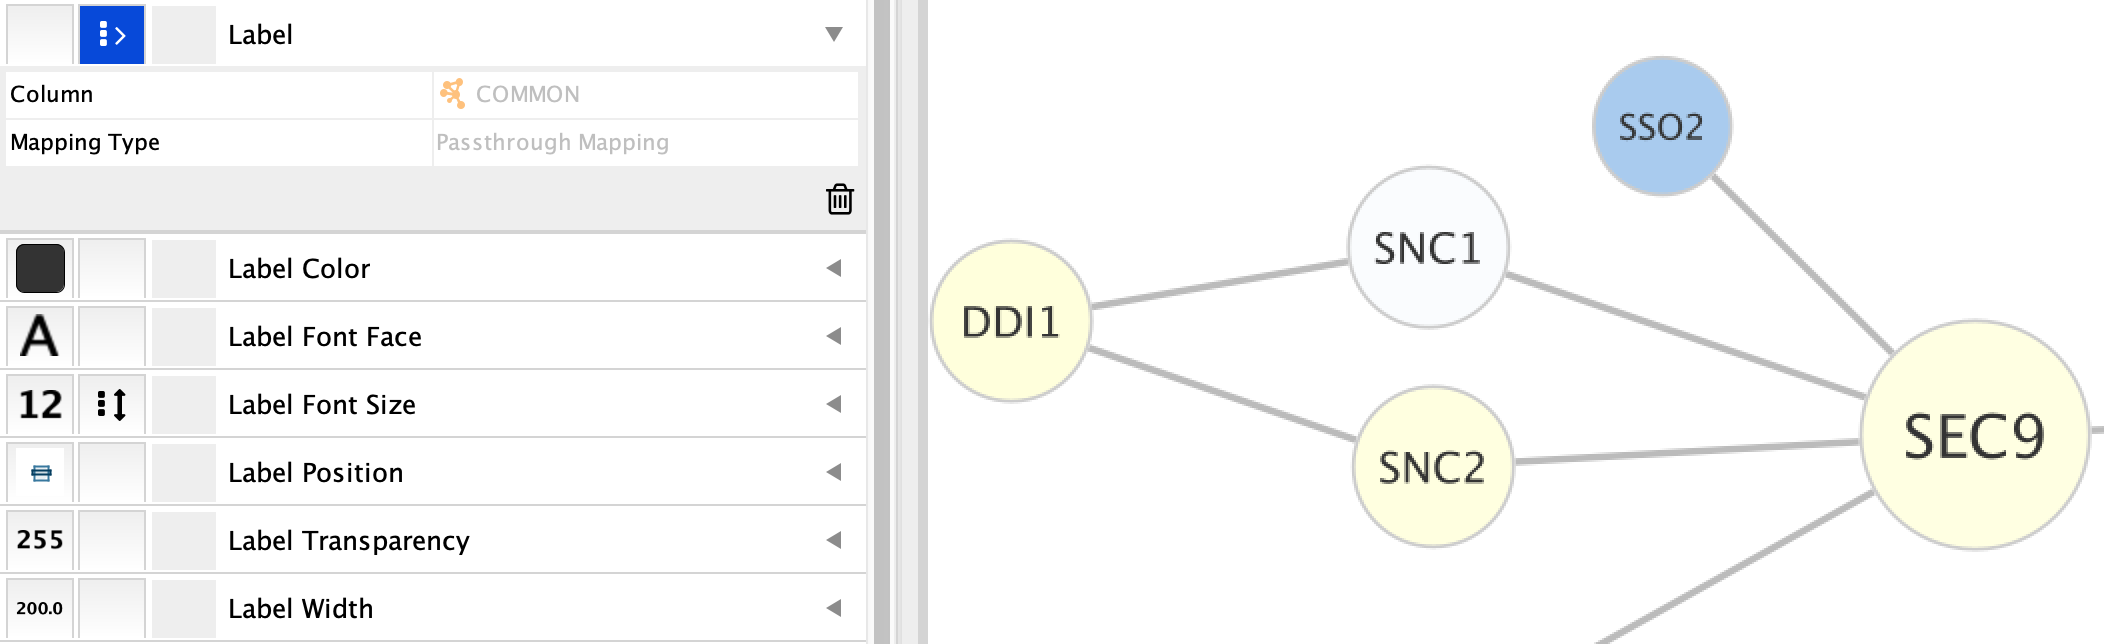 Label
Column COMMON
Mapping Type Passthrough Mapping
Label Color
A Label Font Face
12 Label Font Size
Label Position
255 Label Transparency
200.0 Label Width
SSO2
SNC1
DDI1
SEC9
SNC2